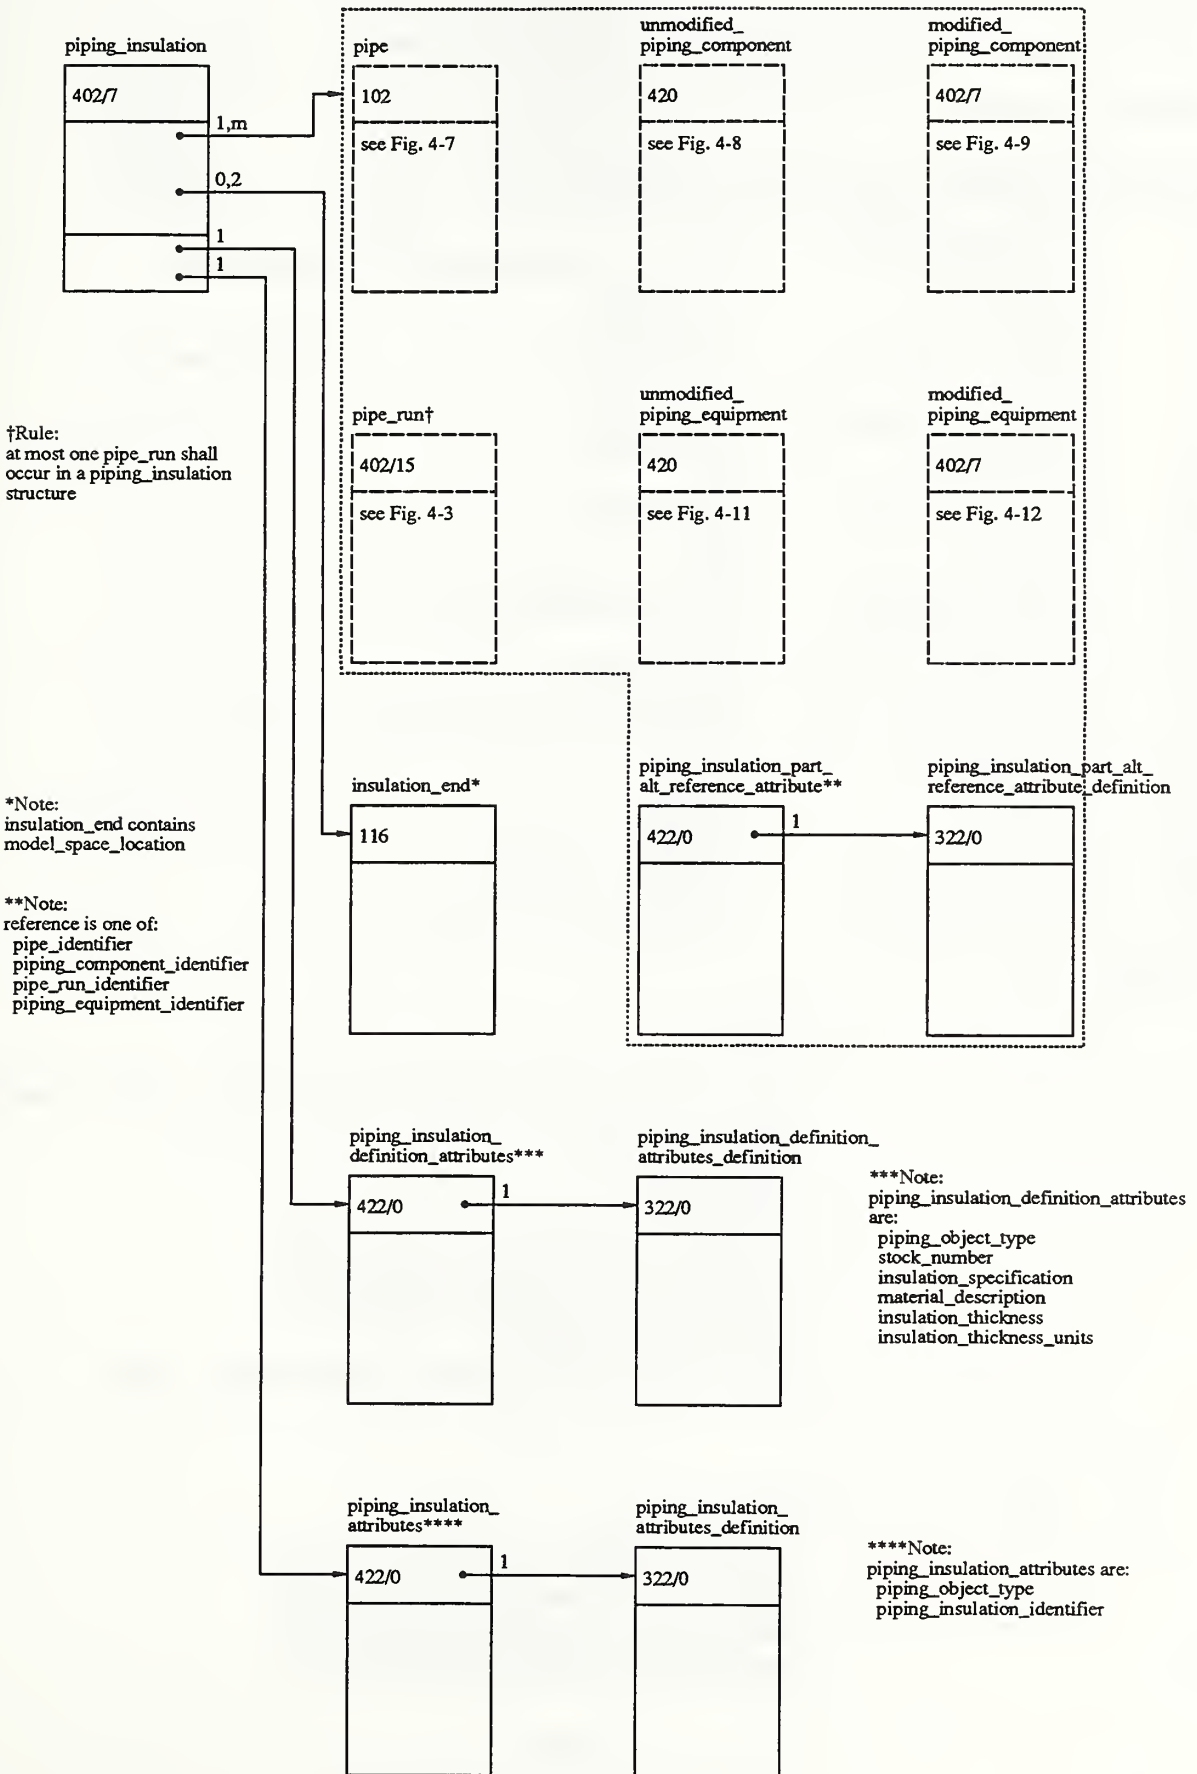 piping_insulation
402/7
1,m
0,2
1
1
pipe
102
see Fig. 4-7
unmodified_
piping_component
420
see Fig. 4-8
modified_
piping_component
402/7
see Fig. 4-9
†Rule:
at most one pipe_run shall
occur in a piping_insulation
structure
pipe_run†
402/15
see Fig. 4-3
unmodified_
piping_equipment
420
see Fig. 4-11
modified_
piping_equipment
402/7
see Fig. 4-12
*Note:
insulation_end contains
model_space_location
**Note:
reference is one of:
pipe_identifier
piping_component_identifier
pipe_run_identifier
piping_equipment_identifier
insulation_end*
116
piping_insulation_part_
alt_reference_attribute**
422/0
1
piping_insulation_part_alt_
reference_attribute_definition
322/0
piping_insulation_
definition_attributes***
422/0
1
piping_insulation_definition_
attributes_definition
322/0
***Note:
piping_insulation_definition_attributes
are:
piping_object_type
stock_number
insulation_specification
material_description
insulation_thickness
insulation_thickness_units
piping_insulation_
attributes****
422/0
1
piping_insulation_
attributes_definition
322/0
****Note:
piping_insulation_attributes are:
piping_object_type
piping_insulation_identifier